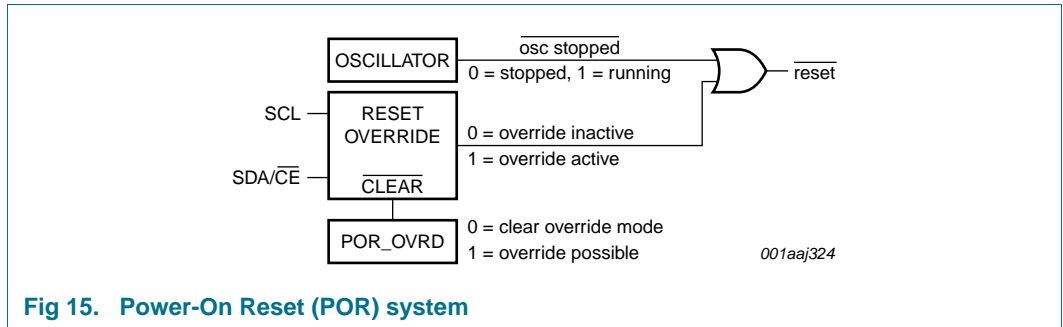 OSCILLATOR
osc stopped
0 = stopped, 1 = running
reset
SCL
RESET
OVERRIDE
0 = override inactive
1 = override active
SDA/CE
CLEAR
POR_OVRD
0 = clear override mode
1 = override possible
001aaj324
Fig 15. Power-On Reset (POR) system